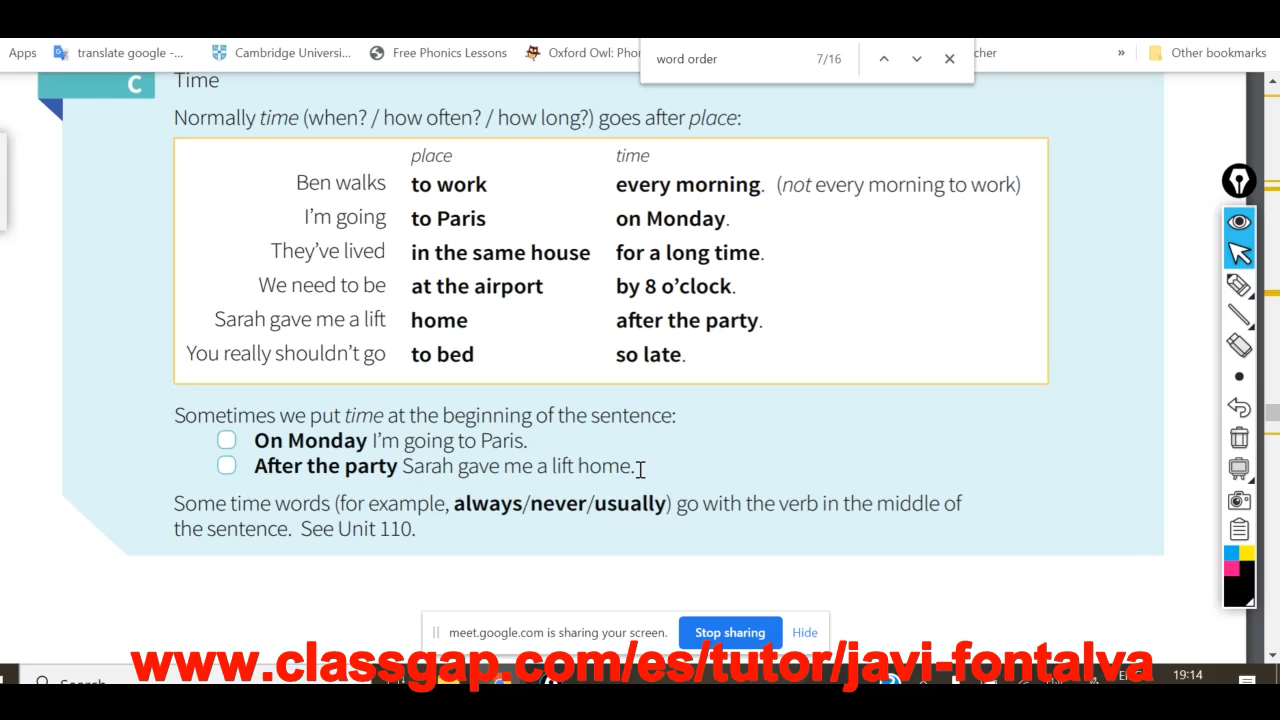 Apps translate google -... Cambridge Universi... Free Phonics Lessons Oxford Owl: Phor cher » Other bookmarks
word order 7/16
C Time
Normally time (when? / how often? / how long?) goes after place:
place time
Ben walks to work every morning. (not every morning to work)
I'm going to Paris on Monday.
They've lived in the same house for a long time.
We need to be at the airport by 8 o'clock.
Sarah gave me a lift home after the party.
You really shouldn't go to bed so late.
Sometimes we put time at the beginning of the sentence:
On Monday I'm going to Paris.
After the party Sarah gave me a lift home.
Some time words (for example, always/never/usually) go with the verb in the middle of
the sentence. See Unit 110.
meet.google.com is sharing your screen. Stop sharing Hide
www.classgap.com/es/tutor/javi-fontalva
Search 19:14